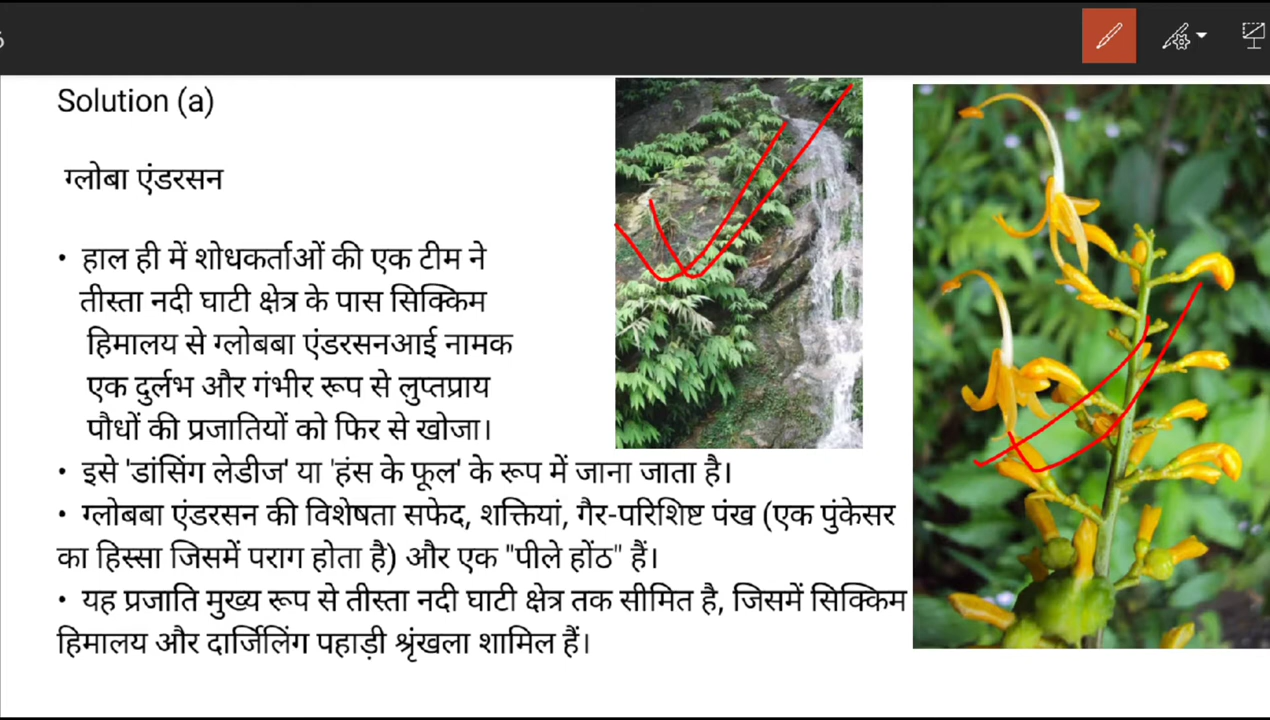 Solution (a)
ग्लोबा एंडरसन
• हाल ही में शोधकर्ताओं की एक टीम ने
तीस्ता नदी घाटी क्षेत्र के पास सिक्किम
हिमालय से ग्लोबबा एंडरसनआई नामक
एक दुर्लभ और गंभीर रूप से लुप्तप्राय
पौधों की प्रजातियों को फिर से खोजा।
• इसे 'डांसिंग लेडीज' या 'हंस के फूल' के रूप में जाना जाता है।
• ग्लोबबा एंडरसन की विशेषता सफेद, शक्तियां, गैर-परिशिष्ट पंख (एक पुंकेसर
का हिस्सा जिसमें पराग होता है) और एक "पीले होंठ" हैं।
• यह प्रजाति मुख्य रूप से तीस्ता नदी घाटी क्षेत्र तक सीमित है, जिसमें सिक्किम
हिमालय और दार्जिलिंग पहाड़ी श्रृंखला शामिल हैं।